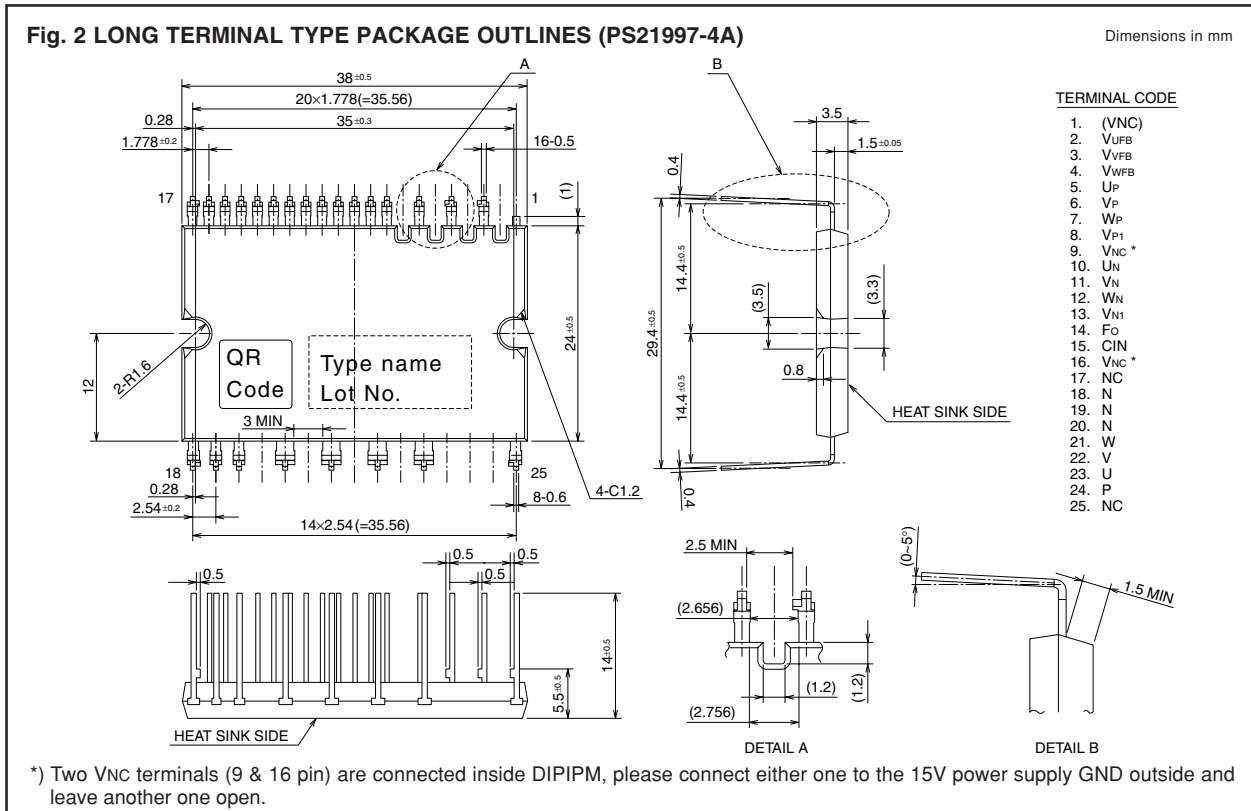 Fig. 2 LONG TERMINAL TYPE PACKAGE OUTLINES (PS21997-4A)
Dimensions in mm
A
38 ±0.5
20×1.778(=35.56)
35 ±0.3
0.28
1.778 ±0.2
16-0.5
17
1
(1)
2-R1.6
12
24 ±0.5
QR
Code
Type name
Lot No.
3 MIN
18
25
0.28
2.54 ±0.2
8-0.6
4-C1.2
14×2.54 (=35.56)
B
3.5
1.5 ±0.05
0.4
29.4 ±0.5
14.4 ±0.5
14.4 ±0.5
(3.5)
(3.3)
0.8
HEAT SINK SIDE
0.4
TERMINAL CODE
1. (VNC)
2. VUFB
3. VVFB
4. VWFB
5. UP
6. VP
7. WP
8. VP1
9. VNC *
10. UN
11. VN
12. WN
13. VN1
14. FO
15. CIN
16. VNC *
17. NC
18. N
19. N
20. N
21. W
22. V
23. U
24. P
25. NC
0.5
0.5
0.5
0.5
14 ±0.5
5.5 ±0.5
HEAT SINK SIDE
2.5 MIN
(2.656)
(1.2)
(1.2)
(2.756)
DETAIL A
(0~5°)
1.5 MIN
DETAIL B
*) Two VNC terminals (9 & 16 pin) are connected inside DIPIPM, please connect either one to the 15V power supply GND outside and
leave another one open.